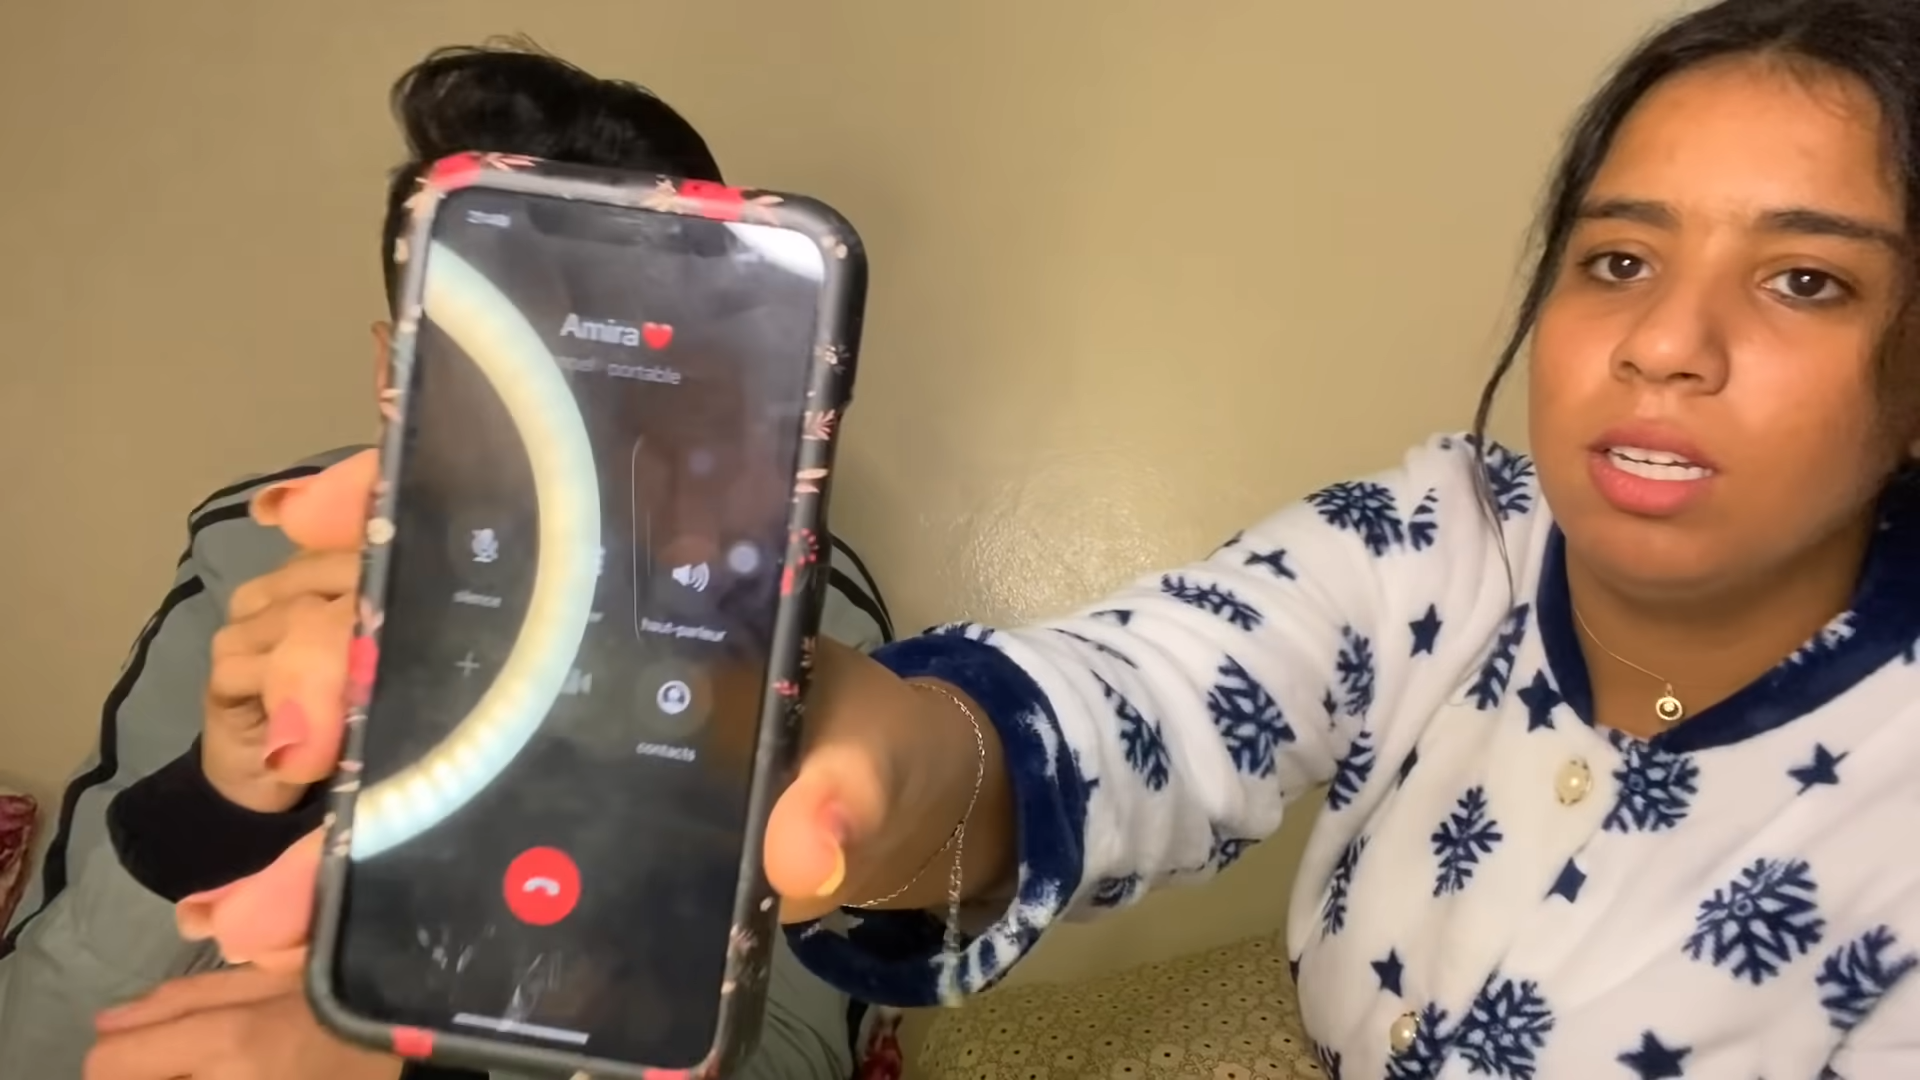 Amira❤️
portable
silence
haut-parleur
contacts